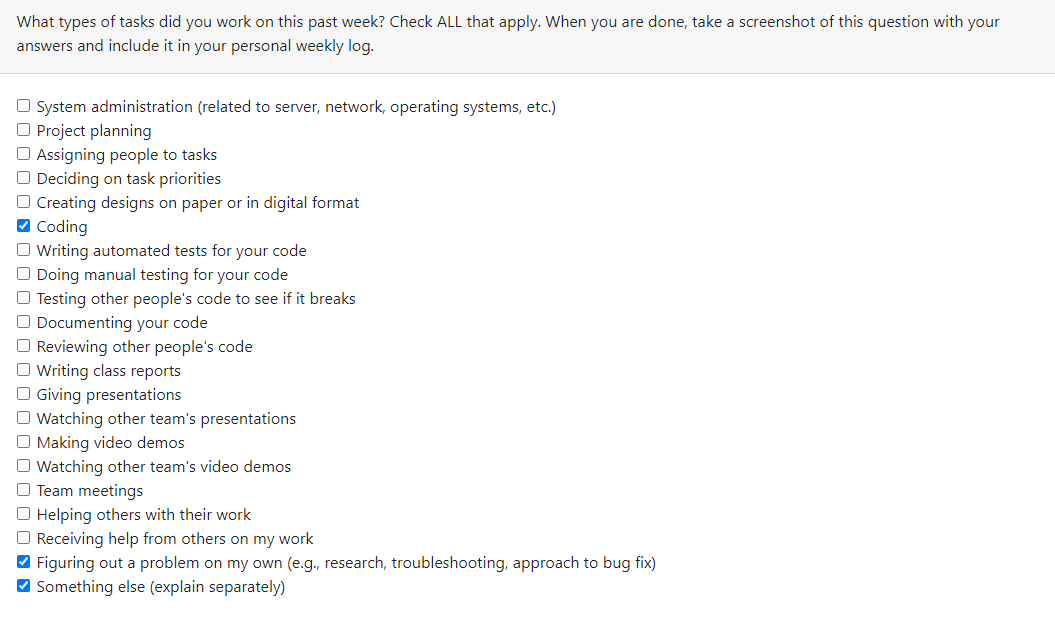 What types of tasks did you work on this past week? Check ALL that apply. When you are done, take a screenshot of this question with your
answers and include it in your personal weekly log.
System administration (related to server, network, operating systems, etc.)
Project planning
Assigning people to tasks
Deciding on task priorities
Creating designs on paper or in digital format
Coding
Writing automated tests for your code
Doing manual testing for your code
Testing other people's code to see if it breaks
Documenting your code
Reviewing other people's code
Writing class reports
Giving presentations
Watching other team's presentations
Making video demos
Watching other team's video demos
Team meetings
Helping others with their work
Receiving help from others on my work
Figuring out a problem on my own (e.g., research, troubleshooting, approach to bug fix)
Something else (explain separately)